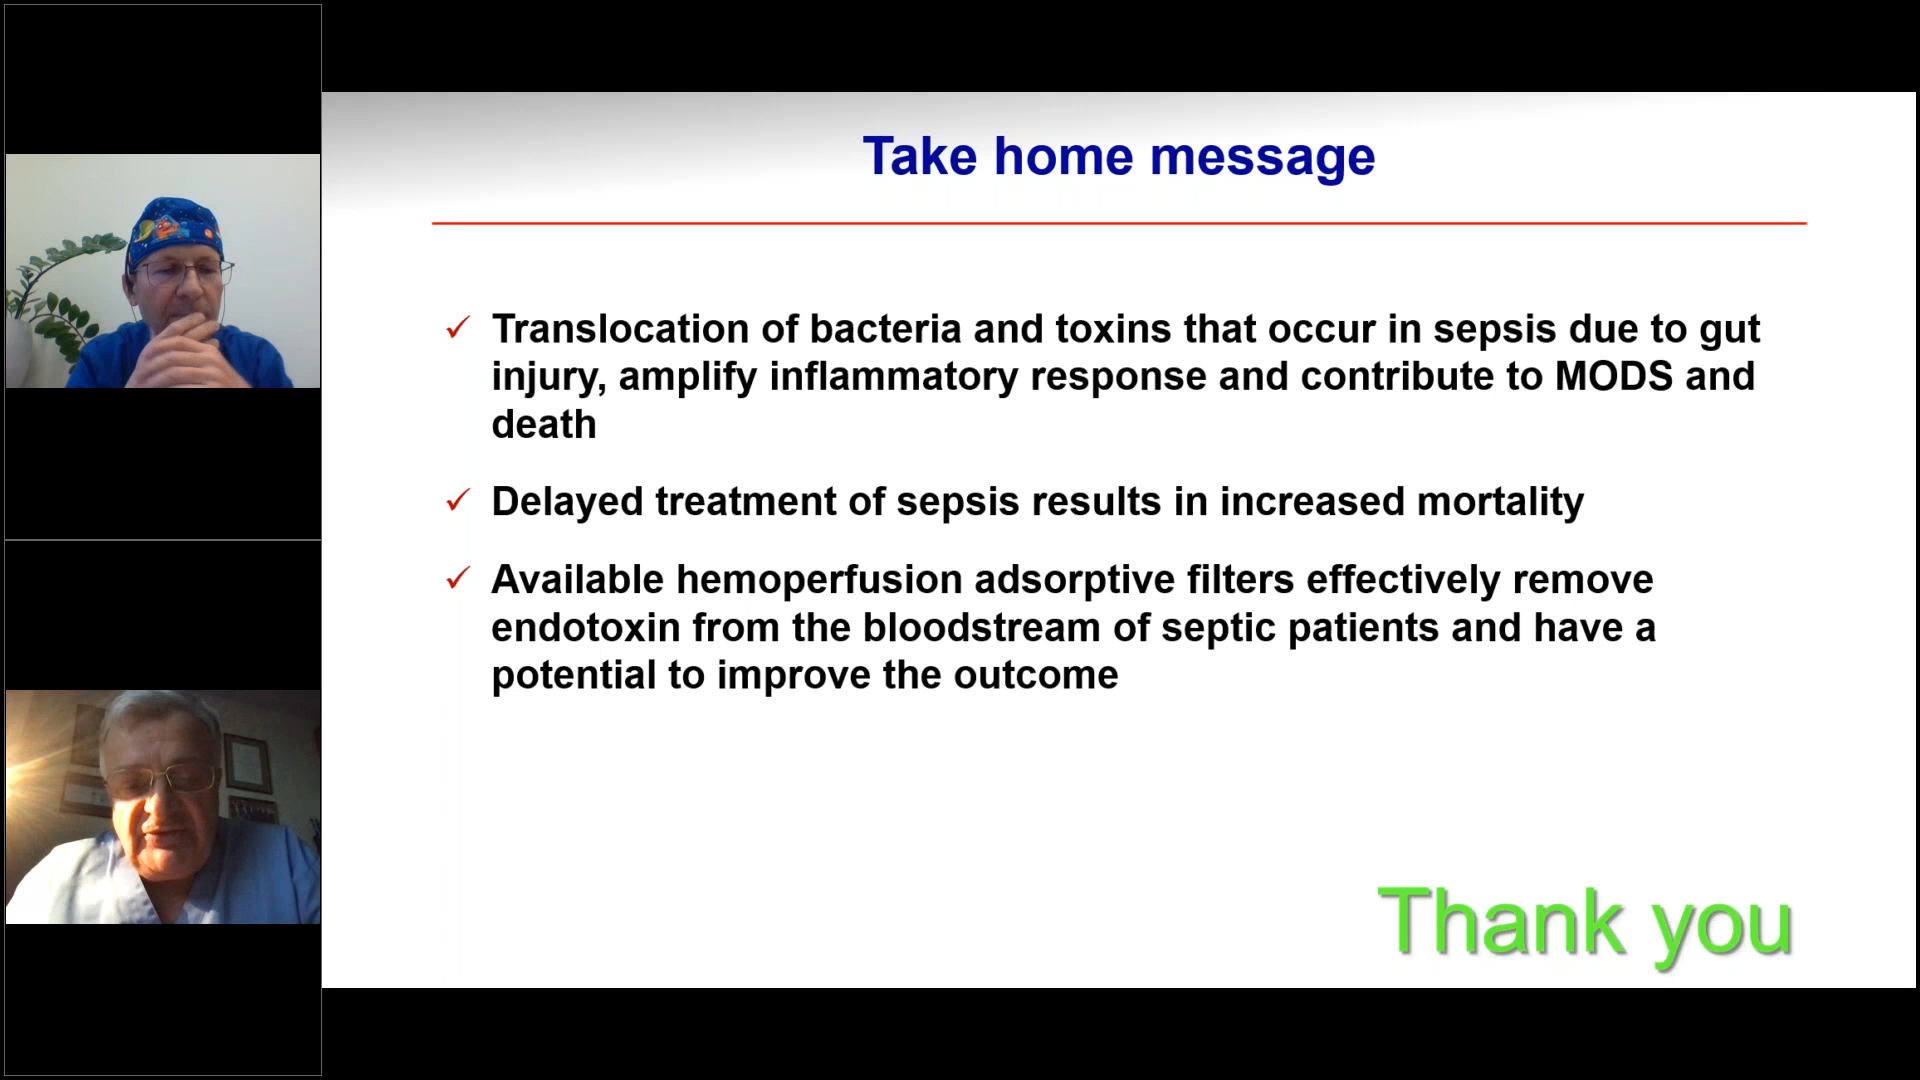 Take home message
Translocation of bacteria and toxins that occur in sepsis due to gut
injury, amplify inflammatory response and contribute to MODS and
death
Delayed treatment of sepsis results in increased mortality
Available hemoperfusion adsorptive filters effectively remove
endotoxin from the bloodstream of septic patients and have a
potential to improve the outcome
Thank you